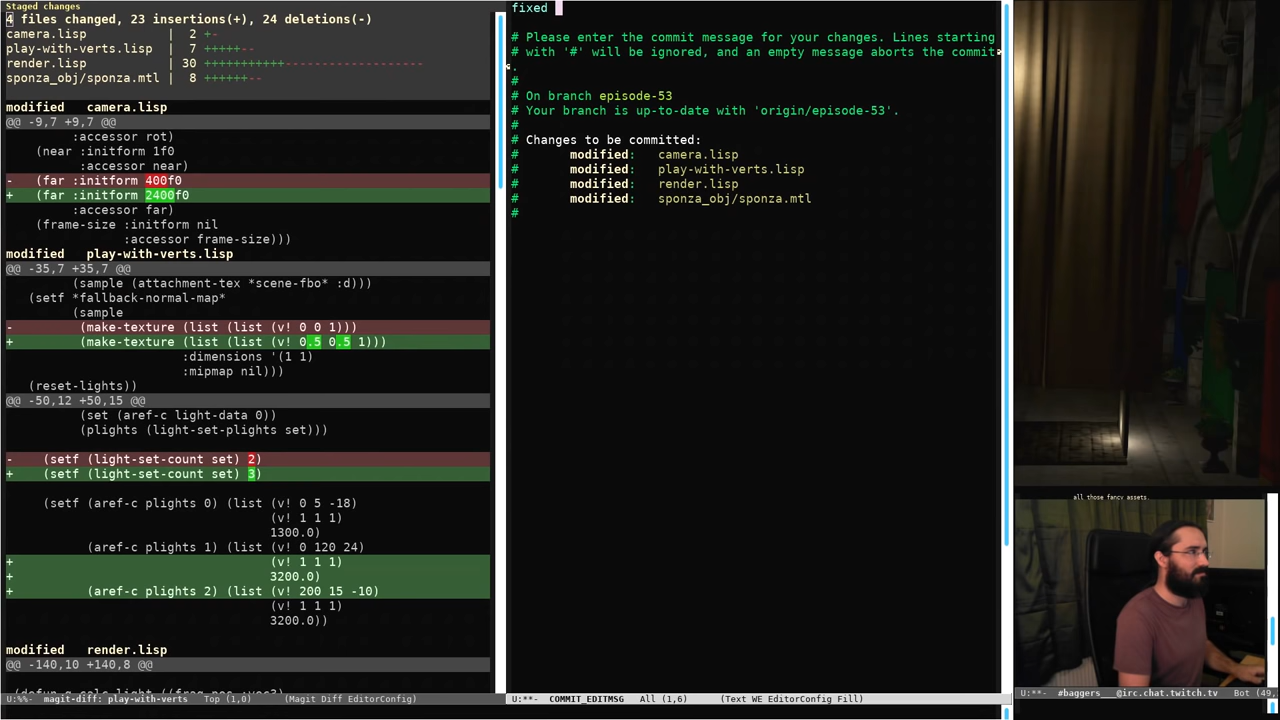 Staged changes
4 files changed, 23 insertions(+), 24 deletions(-)
camera.lisp          |  2 +-
play-with-verts.lisp |  7 +++++--
render.lisp          | 30 +++++++++++-------------------
sponza_obj/sponza.mtl |  8 ++++++--
modified   camera.lisp
@@ -9,7 +9,7 @@
:accessor rot)
(near :initform 1f0
:accessor near)
-   (far :initform 400f0
+   (far :initform 2400f0
:accessor far)
(frame-size :initform nil
:accessor frame-size)))
modified   play-with-verts.lisp
@@ -35,7 +35,7 @@
(sample (attachment-tex *scene-fbo* :d)))
(setf *fallback-normal-map*
(sample
-         (make-texture (list (list (v! 0 0 1)))
+         (make-texture (list (list (v! 0.5 0.5 1)))
:dimensions '(1 1)
:mipmap nil)))
(reset-lights))
@@ -50,12 +50,15 @@
(set (aref-c light-data 0))
(plights (light-set-plights set)))
-    (setf (light-set-count set) 2)
+    (setf (light-set-count set) 3)
(setf (aref-c plights 0) (list (v! 0 5 -18)
(v! 1 1 1)
1300.0)
(aref-c plights 1) (list (v! 0 120 24)
+                                   (v! 1 1 1)
+                                   3200.0)
+          (aref-c plights 2) (list (v! 200 15 -10)
(v! 1 1 1)
3200.0))
modified   render.lisp
@@ -140,10 +140,8 @@
U:%%-  magit-diff: play-with-verts   Top (1,0)     (Magit Diff EditorConfig)
fixed
# Please enter the commit message for your changes. Lines starting
# with '#' will be ignored, and an empty message aborts the commit
.
#
# On branch episode-53
# Your branch is up-to-date with 'origin/episode-53'.
#
# Changes to be committed:
#       modified:   camera.lisp
#       modified:   play-with-verts.lisp
#       modified:   render.lisp
#       modified:   sponza_obj/sponza.mtl
#
U:**-  COMMIT_EDITMSG   All (1,6)     (Text WE EditorConfig Fill)
all those fancy assets.
U:**-  #baggers___@irc.chat.twitch.tv   Bot (49,